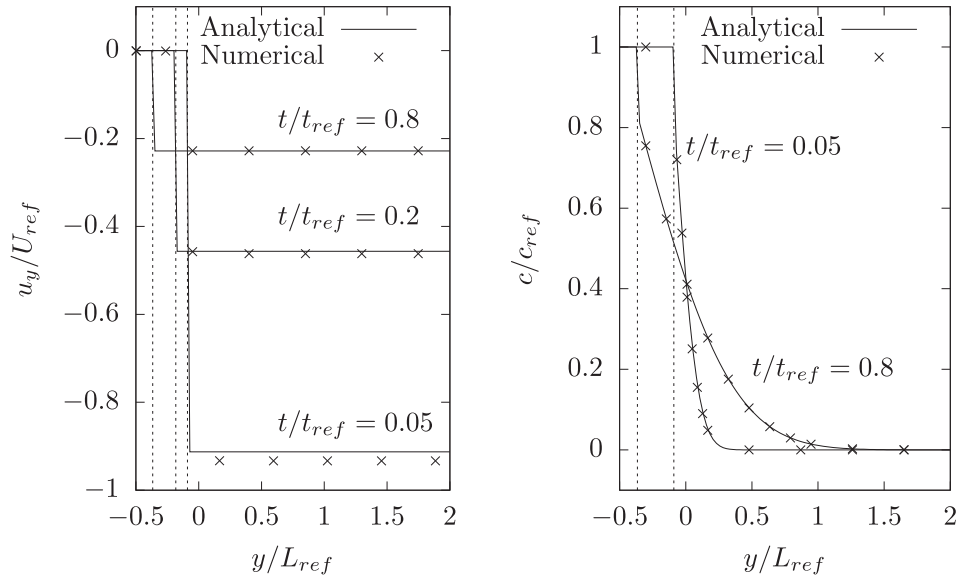 Analytical
Numerical
0
−0.2
−0.4
−0.6
−0.8
−1
u_y/U_ref
t/t_ref = 0.8
t/t_ref = 0.2
t/t_ref = 0.05
−0.5 0 0.5 1 1.5 2
y/L_ref
Analytical
Numerical
1
0.8
0.6
0.4
0.2
0
c/c_ref
t/t_ref = 0.05
t/t_ref = 0.8
−0.5 0 0.5 1 1.5 2
y/L_ref